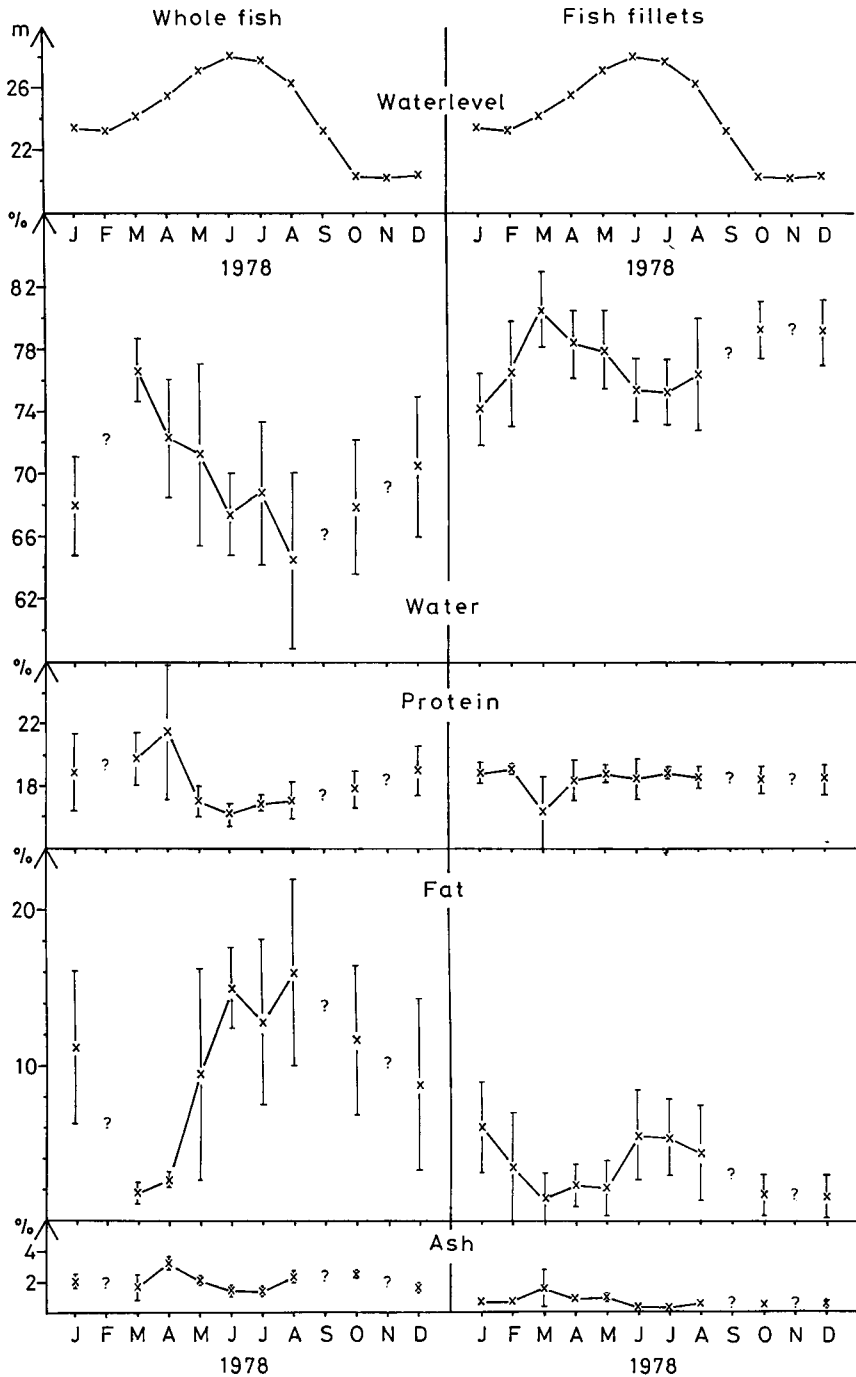 Whole fish Fish fillets
m
26
Waterlevel
22
J F M A M J J A S O N D J F M A M J J A S O N D
1978 1978
%
82
78
74
?
70
66
62
? ? ? ?
Water
%
Protein
22
18
? ? ? ? ?
%
Fat
20
10
? ? ? ? ?
%
Ash
4
2
? ? ? ? ?
J F M A M J J A S O N D J F M A M J J A S O N D
1978 1978